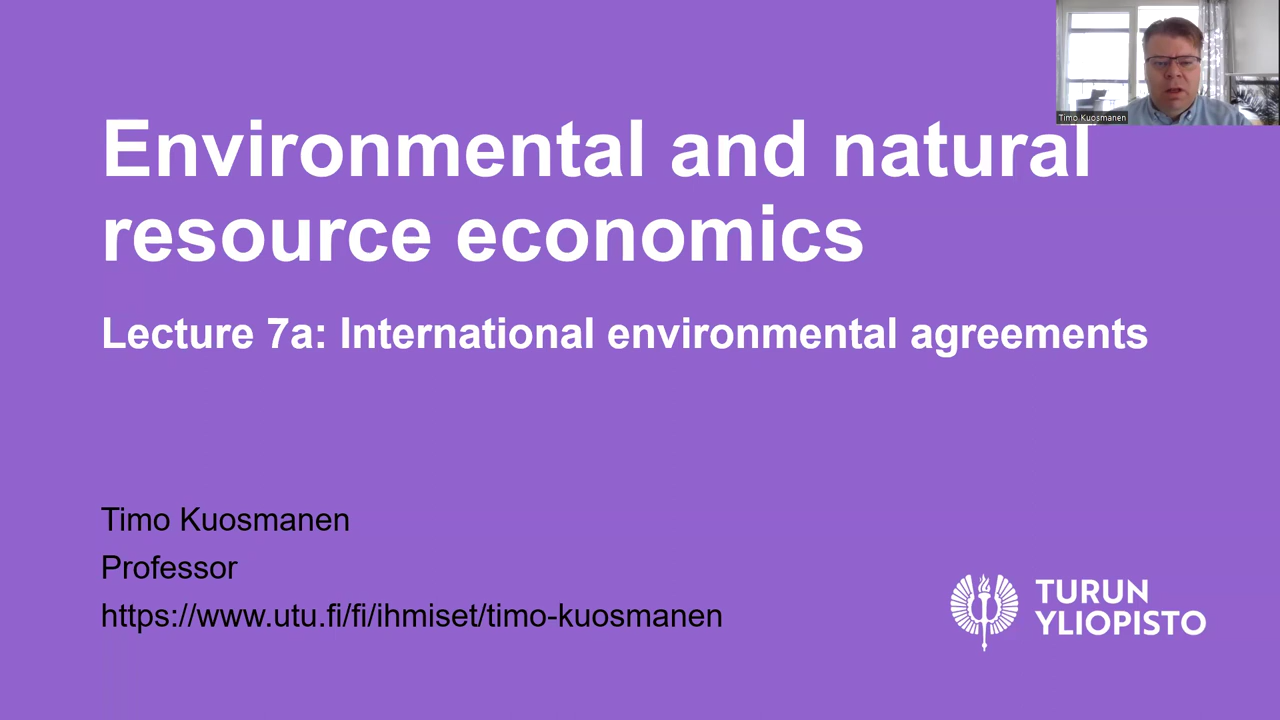 Timo Kuosmanen
Environmental and natural
resource economics
Lecture 7a: International environmental agreements
Timo Kuosmanen
Professor
https://www.utu.fi/fi/ihmiset/timo-kuosmanen
TURUN
YLIOPISTO